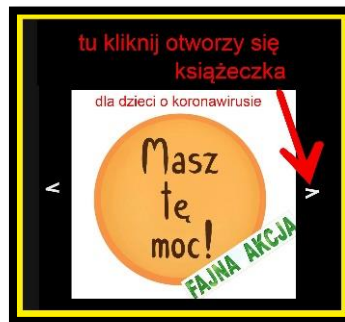 tu kliknij otworzy się
książeczka
dla dzieci o koronawirusie
<
Masz
tę
moc!
>
FAJNA AKCJA